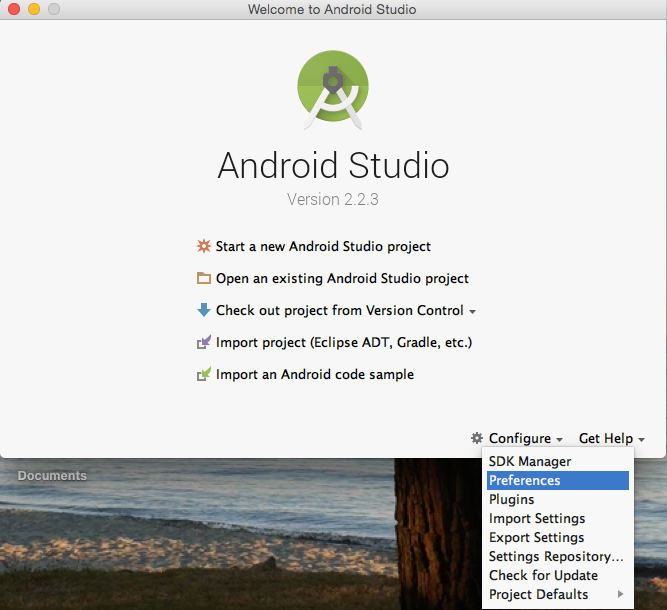 Welcome to Android Studio
Android Studio
Version 2.2.3
Start a new Android Studio project
Open an existing Android Studio project
Check out project from Version Control
Import project (Eclipse ADT, Gradle, etc.)
Import an Android code sample
Configure Get Help
Documents
SDK Manager
Preferences
Plugins
Import Settings
Export Settings
Settings Repository...
Check for Update
Project Defaults